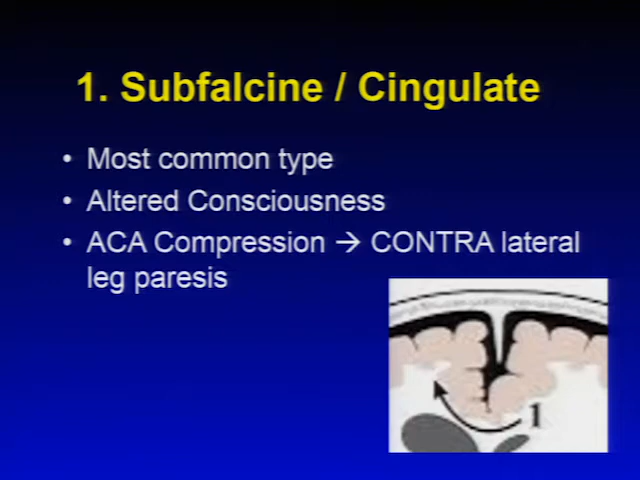 1. Subfalcine / Cingulate
• Most common type
• Altered Consciousness
• ACA Compression → CONTRA lateral
leg paresis
1